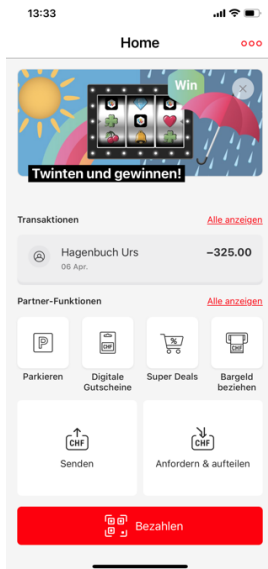 13:33
Home
Win
Twinten und gewinnen!
Transaktionen
Alle anzeigen
Hagenbuch Urs
–325.00
06 Apr.
Partner-Funktionen
Alle anzeigen
P
CHF
%
CHF
Parkieren
Digitale
Gutscheine
Super Deals
Bargeld
beziehen
CHF
Senden
CHF
Anfordern & aufteilen
Bezahlen